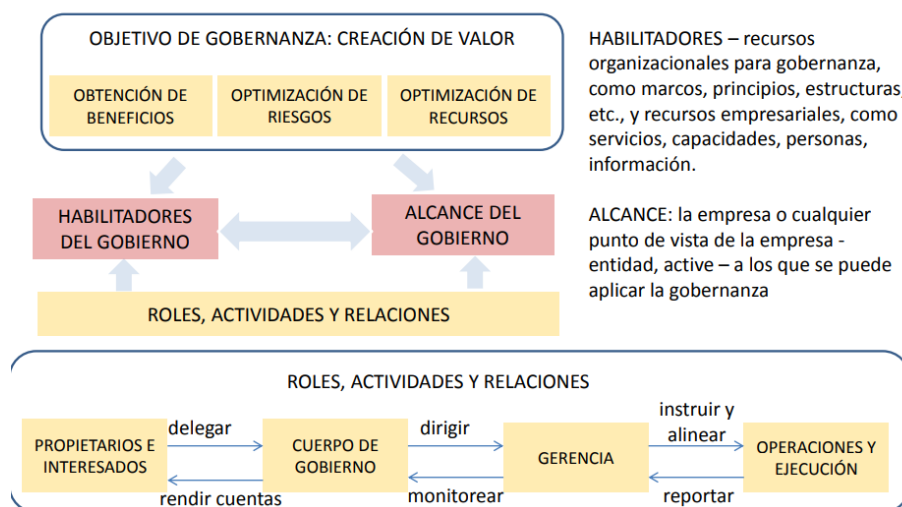 OBJETIVO DE GOBERNANZA: CREACIÓN DE VALOR
OBTENCIÓN DE
BENEFICIOS
OPTIMIZACIÓN DE
RIESGOS
OPTIMIZACIÓN DE
RECURSOS
HABILITADORES
DEL GOBIERNO
ALCANCE DEL
GOBIERNO
ROLES, ACTIVIDADES Y RELACIONES
HABILITADORES – recursos
organizacionales para gobernanza,
como marcos, principios, estructuras,
etc., y recursos empresariales, como
servicios, capacidades, personas,
información.
ALCANCE: la empresa o cualquier
punto de vista de la empresa -
entidad, active – a los que se puede
aplicar la gobernanza
ROLES, ACTIVIDADES Y RELACIONES
PROPIETARIOS E
INTERESADOS
delegar
rendir cuentas
CUERPO DE
GOBIERNO
dirigir
monitorear
GERENCIA
instruir y
alinear
reportar
OPERACIONES Y
EJECUCIÓN